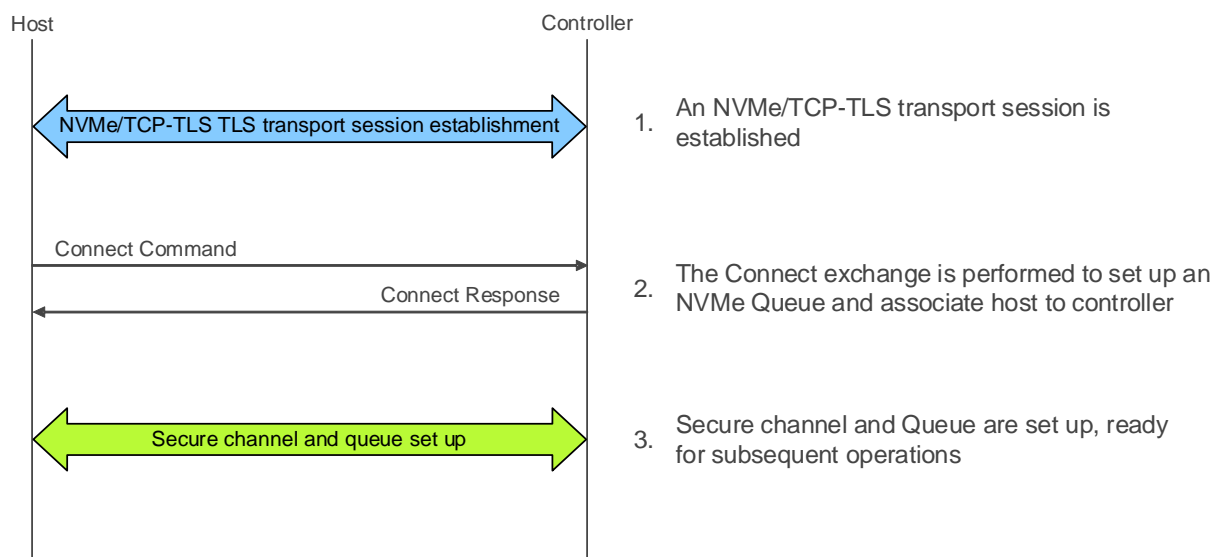 Host
Controller
NVMe/TCP-TLS TLS transport session establishment
1.
An NVMe/TCP-TLS transport session is
established
Connect Command
Connect Response
2.
The Connect exchange is performed to set up an
NVMe Queue and associate host to controller
Secure channel and queue set up
3.
Secure channel and Queue are set up, ready
for subsequent operations